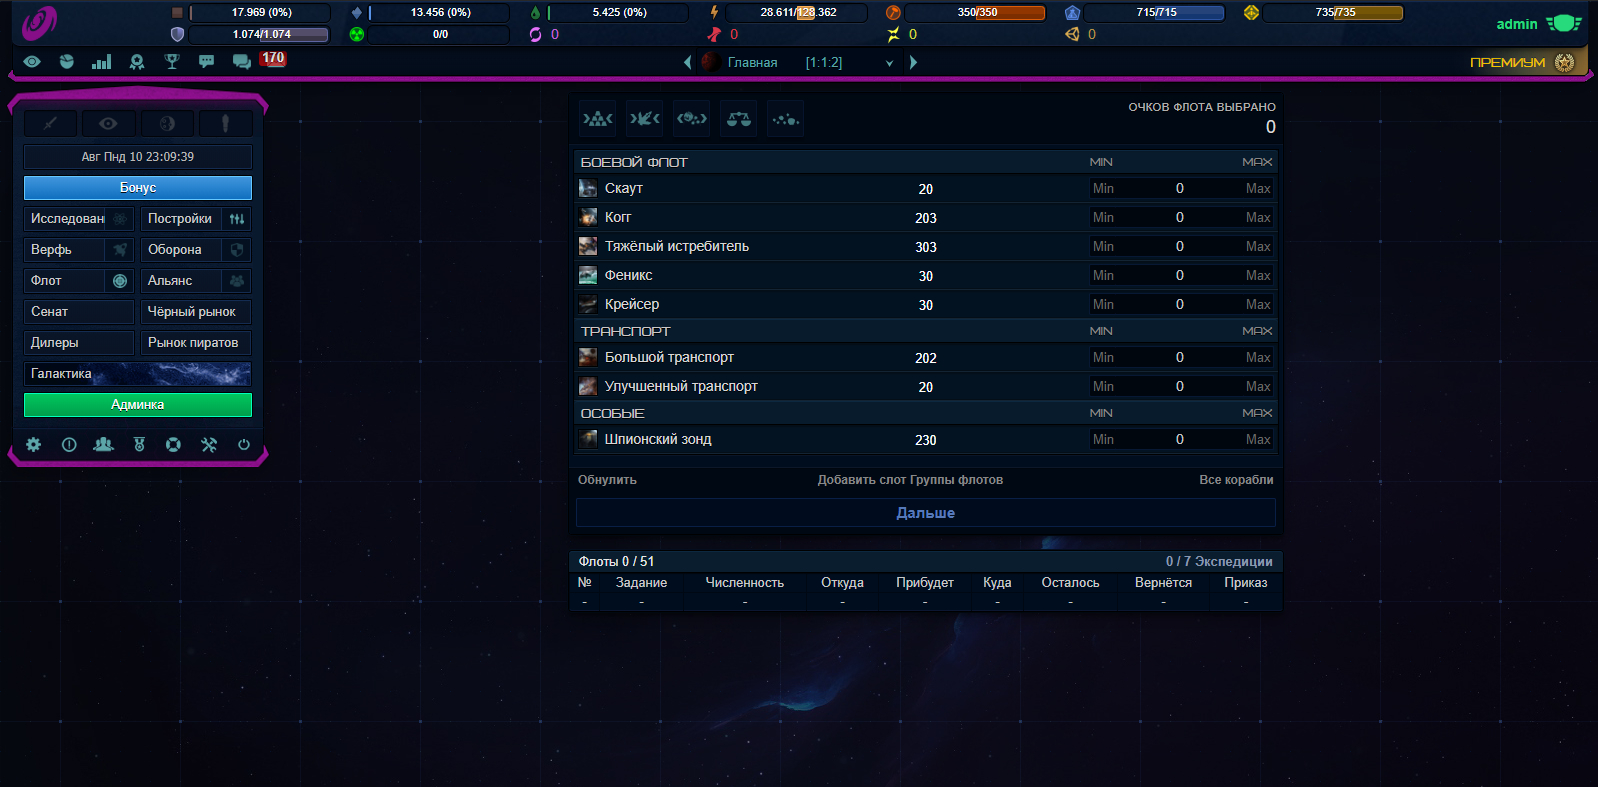 17.969 (0%) 13.456 (0%) 5.425 (0%) 28.611/128.362 350/350 715/715 735/735
1.074/1.074 0/0 0 0 0 0
admin
170
Главная [1:1:2]
ПРЕМИУМ
Авг Пнд 10 23:09:39
Бонус
Исследован Постройки
Верфь Оборона
Флот Альянс
Сенат Чёрный рынок
Дилеры Рынок пиратов
Галактика
Админка
ОЧКОВ ФЛОТА ВЫБРАНО
0
БОЕВОЙ ФЛОТ MIN MAX
Скаут 20 Min 0 Max
Когг 203 Min 0 Max
Тяжёлый истребитель 303 Min 0 Max
Феникс 30 Min 0 Max
Крейсер 30 Min 0 Max
ТРАНСПОРТ MIN MAX
Большой транспорт 202 Min 0 Max
Улучшенный транспорт 20 Min 0 Max
ОСОБЫЕ MIN MAX
Шпионский зонд 230 Min 0 Max
Обнулить Добавить слот Группы флотов Все корабли
Дальше
Флоты 0 / 51 0 / 7 Экспедиции
№ Задание Численность Откуда Прибудет Куда Осталось Вернётся Приказ
- - - - - - - - -